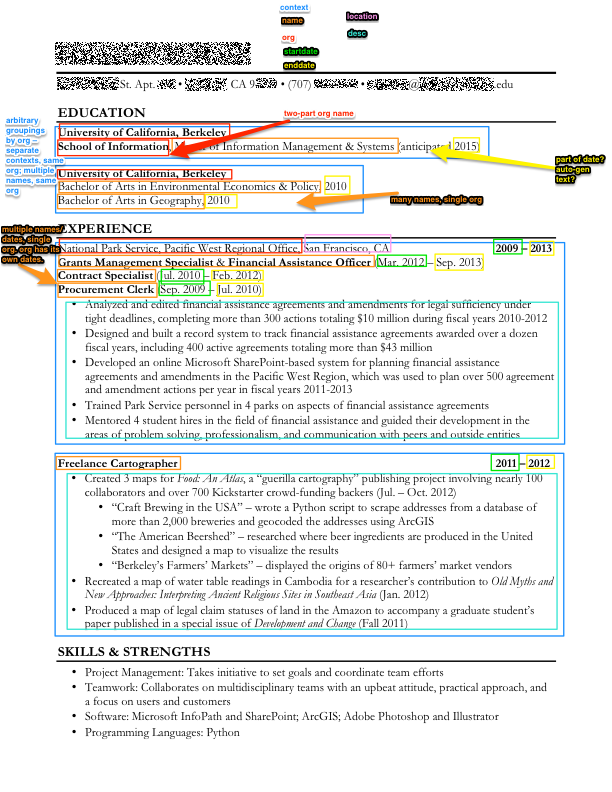 context
name
location
org
desc
startdate
enddate
St. Apt. • • CA 9 • (707) • @ .edu
EDUCATION
two-part org name
arbitrary groupings by org – separate contexts, same org; multiple names, same org
University of California, Berkeley
School of Information, of Information Management & Systems (anticipated 2015)
part of date? auto-gen text?
University of California, Berkeley
Bachelor of Arts in Environmental Economics & Policy, 2010
Bachelor of Arts in Geography, 2010
many names, single org
EXPERIENCE
multiple names/dates, single org. org has its own dates.
National Park Service, Pacific West Regional Office, San Francisco, CA 2009 – 2013
Grants Management Specialist & Financial Assistance Officer (Mar. 2012 – Sep. 2013)
Contract Specialist (Jul. 2010 – Feb. 2012)
Procurement Clerk (Sep. 2009 – Jul. 2010)
• Analyzed and edited financial assistance agreements and amendments for legal sufficiency under
tight deadlines, completing more than 300 actions totaling $10 million during fiscal years 2010-2012
• Designed and built a record system to track financial assistance agreements awarded over a dozen
fiscal years, including 400 active agreements totaling more than $43 million
• Developed an online Microsoft SharePoint-based system for planning financial assistance
agreements and amendments in the Pacific West Region, which was used to plan over 500 agreement
and amendment actions per year in fiscal years 2011-2013
• Trained Park Service personnel in 4 parks on aspects of financial assistance agreements
• Mentored 4 student hires in the field of financial assistance and guided their development in the
areas of problem solving, professionalism, and communication with peers and outside entities
Freelance Cartographer 2011 – 2012
• Created 3 maps for Food: An Atlas, a “guerilla cartography” publishing project involving nearly 100
collaborators and over 700 Kickstarter crowd-funding backers (Jul. – Oct. 2012)
• “Craft Brewing in the USA” – wrote a Python script to scrape addresses from a database of
more than 2,000 breweries and geocoded the addresses using ArcGIS
• “The American Beershed” – researched where beer ingredients are produced in the United
States and designed a map to visualize the results
• “Berkeley’s Farmers’ Markets” – displayed the origins of 80+ farmers’ market vendors
• Recreated a map of water table readings in Cambodia for a researcher’s contribution to Old Myths and
New Approaches: Interpreting Ancient Religious Sites in Southeast Asia (Jan. 2012)
• Produced a map of legal claim statuses of land in the Amazon to accompany a graduate student’s
paper published in a special issue of Development and Change (Fall 2011)
SKILLS & STRENGTHS
• Project Management: Takes initiative to set goals and coordinate team efforts
• Teamwork: Collaborates on multidisciplinary teams with an upbeat attitude, practical approach, and
a focus on users and customers
• Software: Microsoft InfoPath and SharePoint; ArcGIS; Adobe Photoshop and Illustrator
• Programming Languages: Python